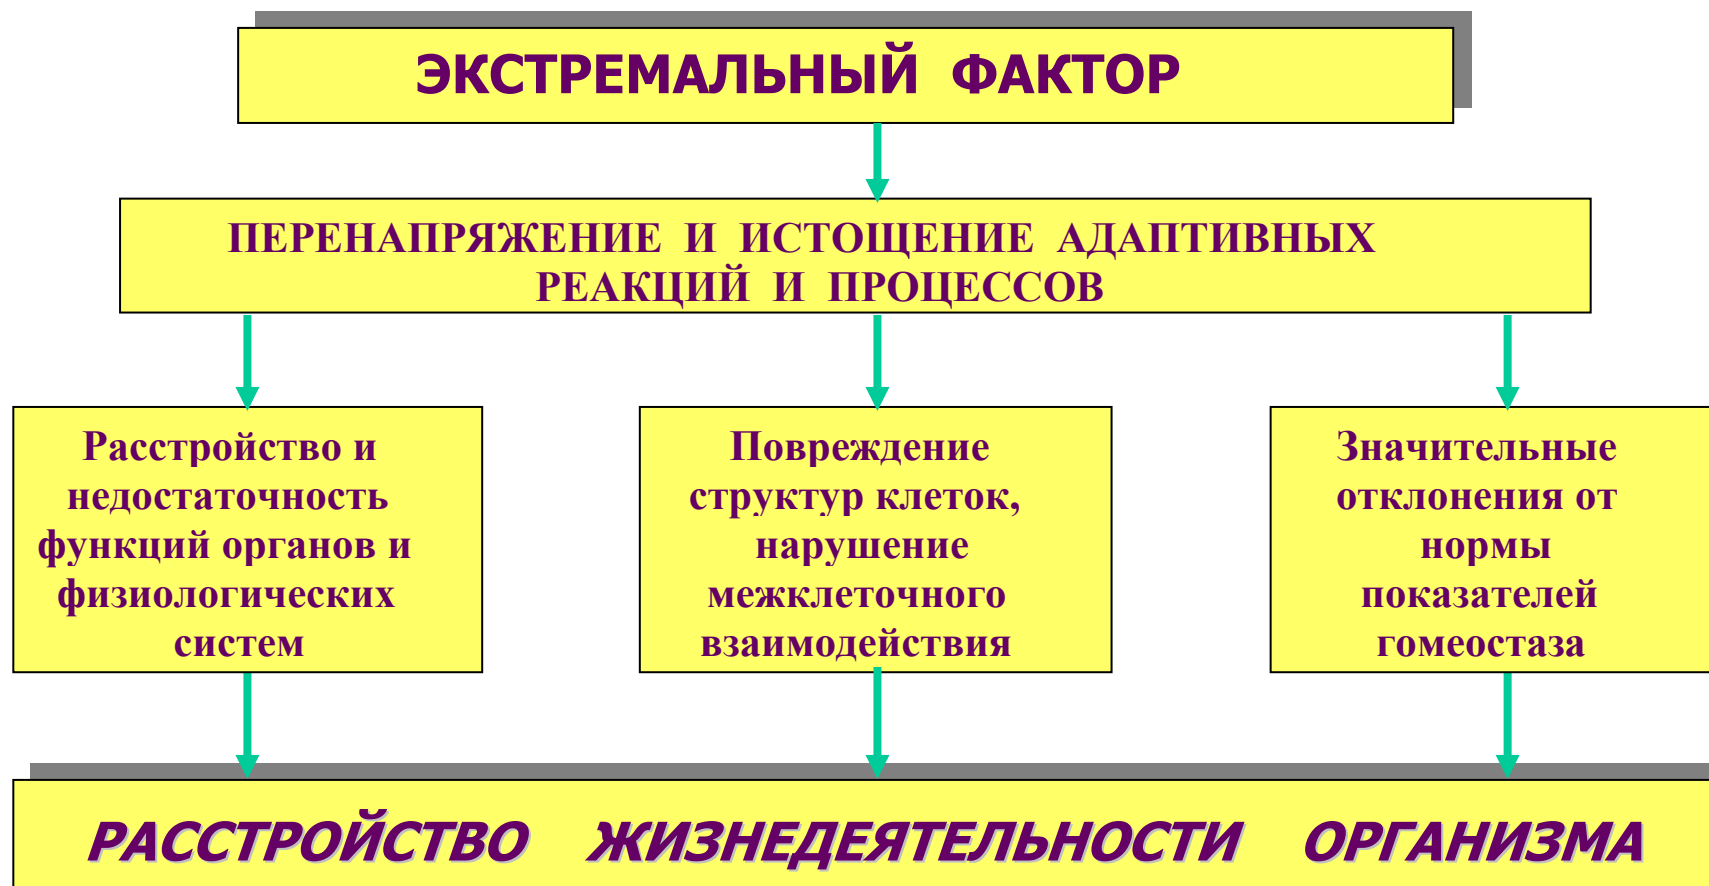 ЭКСТРЕМАЛЬНЫЙ ФАКТОР
ПЕРЕНАПРЯЖЕНИЕ И ИСТОЩЕНИЕ АДАПТИВНЫХ
РЕАКЦИЙ И ПРОЦЕССОВ
Расстройство и
недостаточность
функций органов и
физиологических
систем
Повреждение
структур клеток,
нарушение
межклеточного
взаимодействия
Значительные
отклонения от
нормы
показателей
гомеостаза
РАССТРОЙСТВО ЖИЗНЕДЕЯТЕЛЬНОСТИ ОРГАНИЗМА